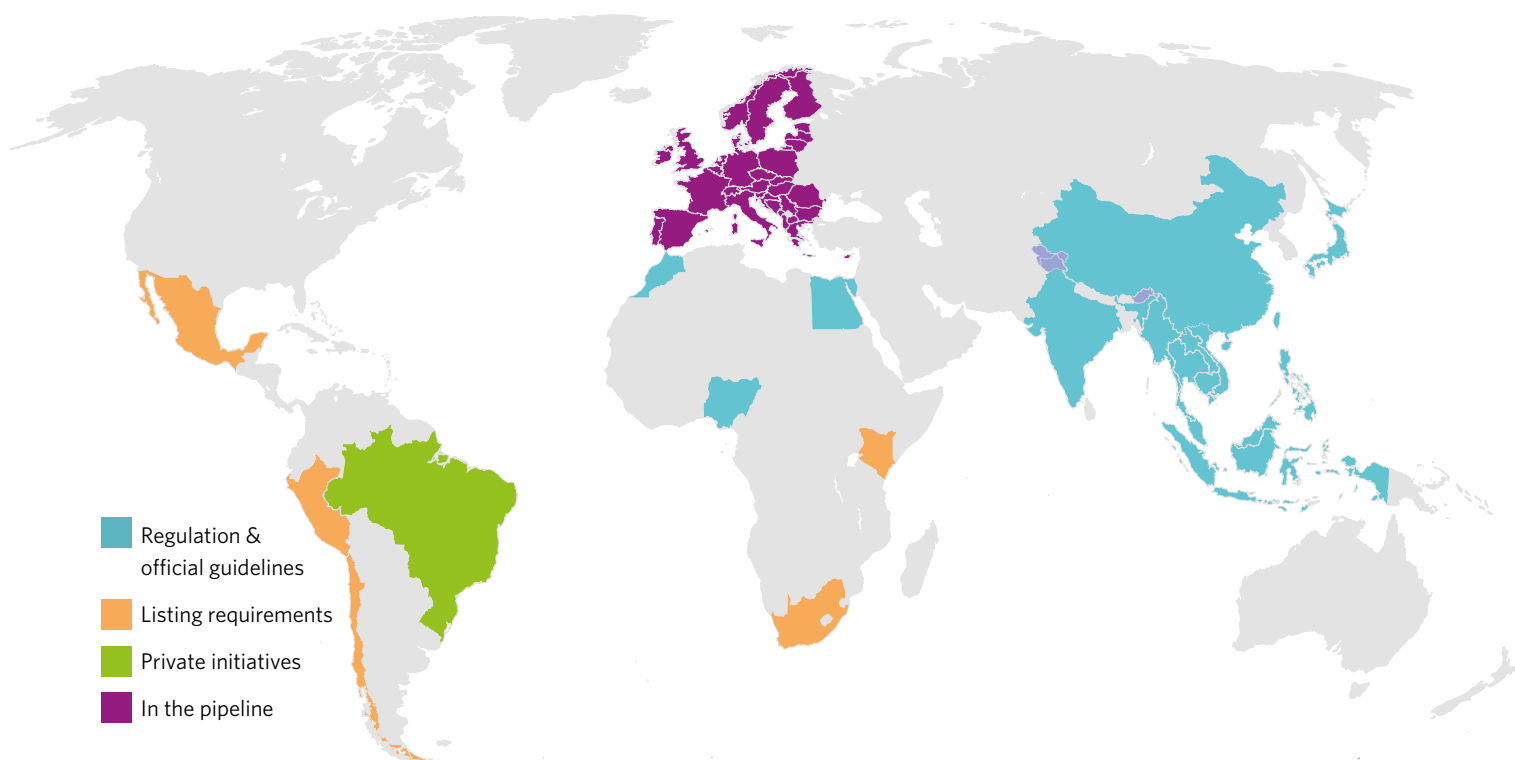 Regulation &
official guidelines
Listing requirements
Private initiatives
In the pipeline